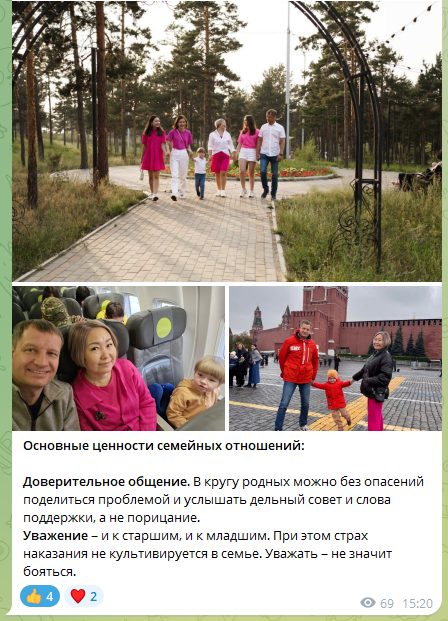 Основные ценности семейных отношений:
Доверительное общение. В кругу родных можно без опасений
поделиться проблемой и услышать дельный совет и слова
поддержки, а не порицание.
Уважение – и к старшим, и к младшим. При этом страх
наказания не культивируется в семье. Уважать – не значит
бояться.
4
2
69
15:20